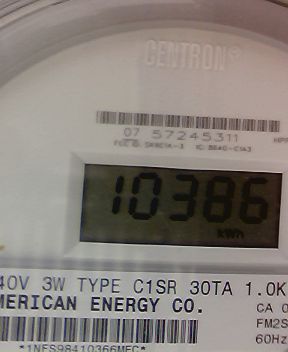 CENTRON®
07 57245311
10386
kWh
40V 3W TYPE C1SR 30TA 1.0K
MERICAN ENERGY CO.
CA 0
FM2S
60Hz
*1NFS98410366MEC*